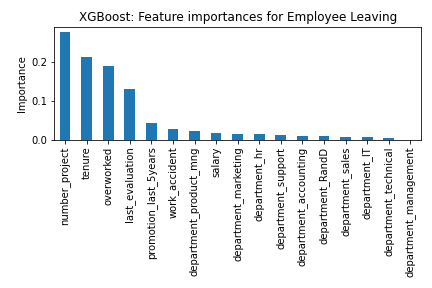 XGBoost: Feature importances for Employee Leaving
Importance
0.2
0.1
0.0
number_project
tenure
overworked
last_evaluation
promotion_last_5years
work_accident
department_product_mng
salary
department_marketing
department_hr
department_support
department_accounting
department_RandD
department_sales
department_IT
department_technical
department_management